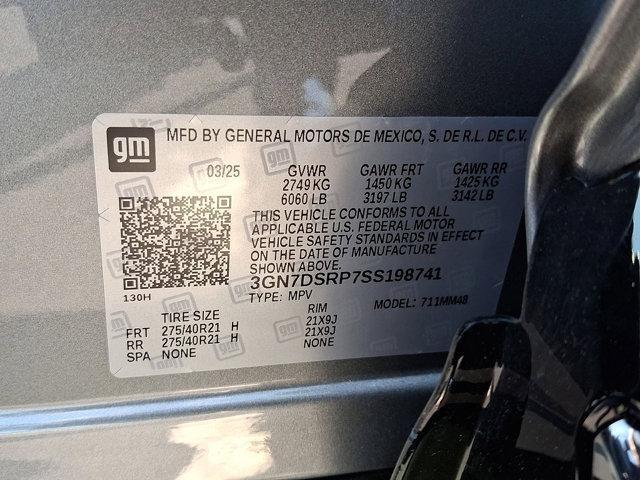 gm
MFD BY GENERAL MOTORS DE MEXICO, S. DE R.L. DE C.V.
03/25 GVWR GAWR FRT GAWR RR
2749 KG 1450 KG 1425 KG
6060 LB 3197 LB 3142 LB
THIS VEHICLE CONFORMS TO ALL
APPLICABLE U.S. FEDERAL MOTOR
VEHICLE SAFETY STANDARDS IN EFFECT
ON THE DATE OF MANUFACTURE
SHOWN ABOVE.
3GN7DSRP7SS198741
130H
TYPE: MPV MODEL: 711MM48
TIRE SIZE RIM
FRT 275/40R21 H 21X9J
RR 275/40R21 H 21X9J
SPA NONE NONE